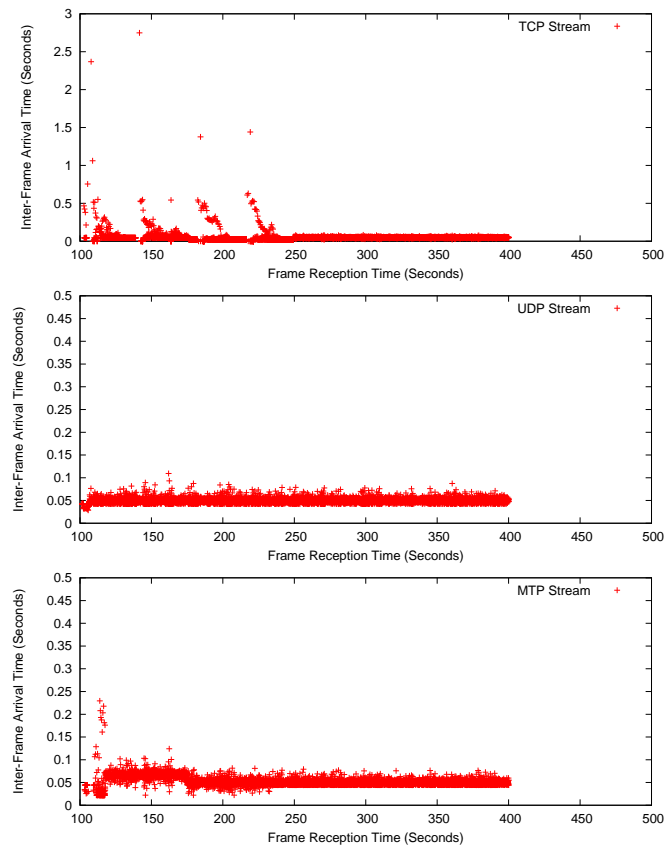 3
TCP Stream
2.5
2
1.5
1
0.5
0
Inter-Frame Arrival Time (Seconds)
100 150 200 250 300 350 400 450 500
Frame Reception Time (Seconds)
0.5
UDP Stream
0.45
0.4
0.35
0.3
0.25
0.2
0.15
0.1
0.05
0
Inter-Frame Arrival Time (Seconds)
100 150 200 250 300 350 400 450 500
Frame Reception Time (Seconds)
0.5
MTP Stream
0.45
0.4
0.35
0.3
0.25
0.2
0.15
0.1
0.05
0
Inter-Frame Arrival Time (Seconds)
100 150 200 250 300 350 400 450 500
Frame Reception Time (Seconds)